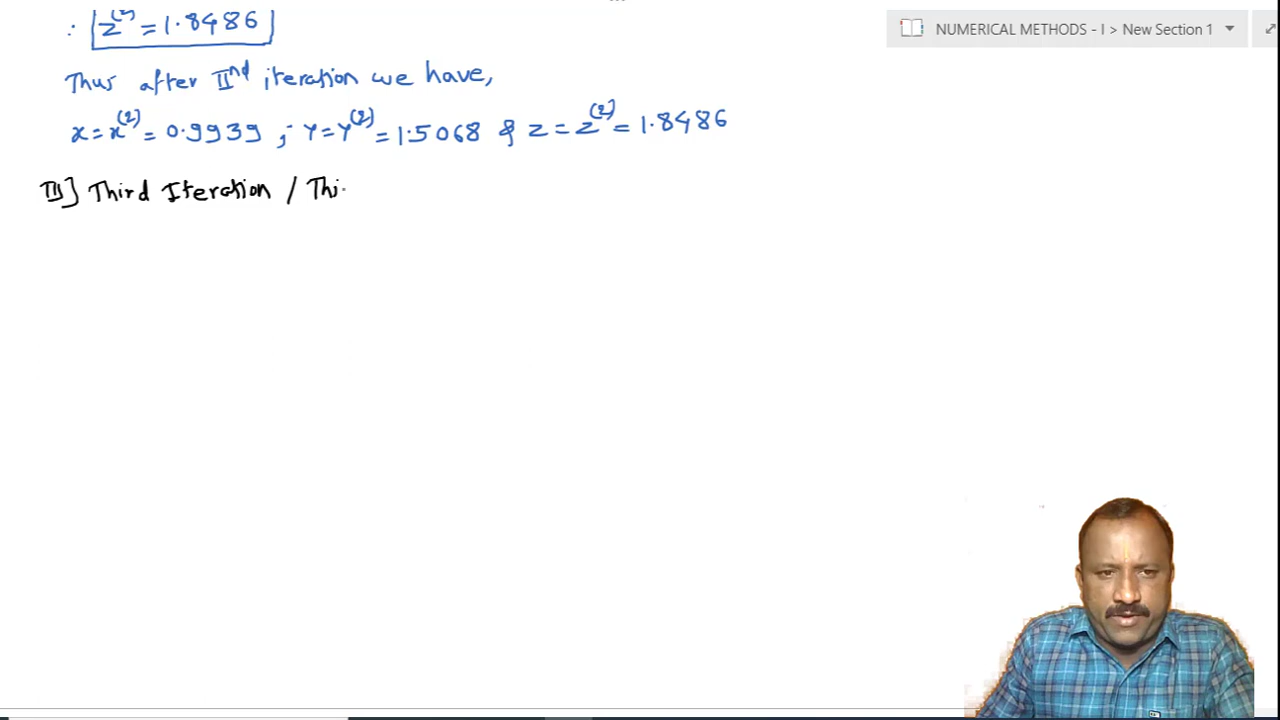 NUMERICAL METHODS - I > New Section 1
∴ z⁽²⁾ = 1.8486
Thus after IInd iteration we have,
x = x⁽²⁾ = 0.9939 ; Y = Y⁽²⁾ = 1.5068 & z = z⁽²⁾ = 1.8486
III] Third Iteration / Thi